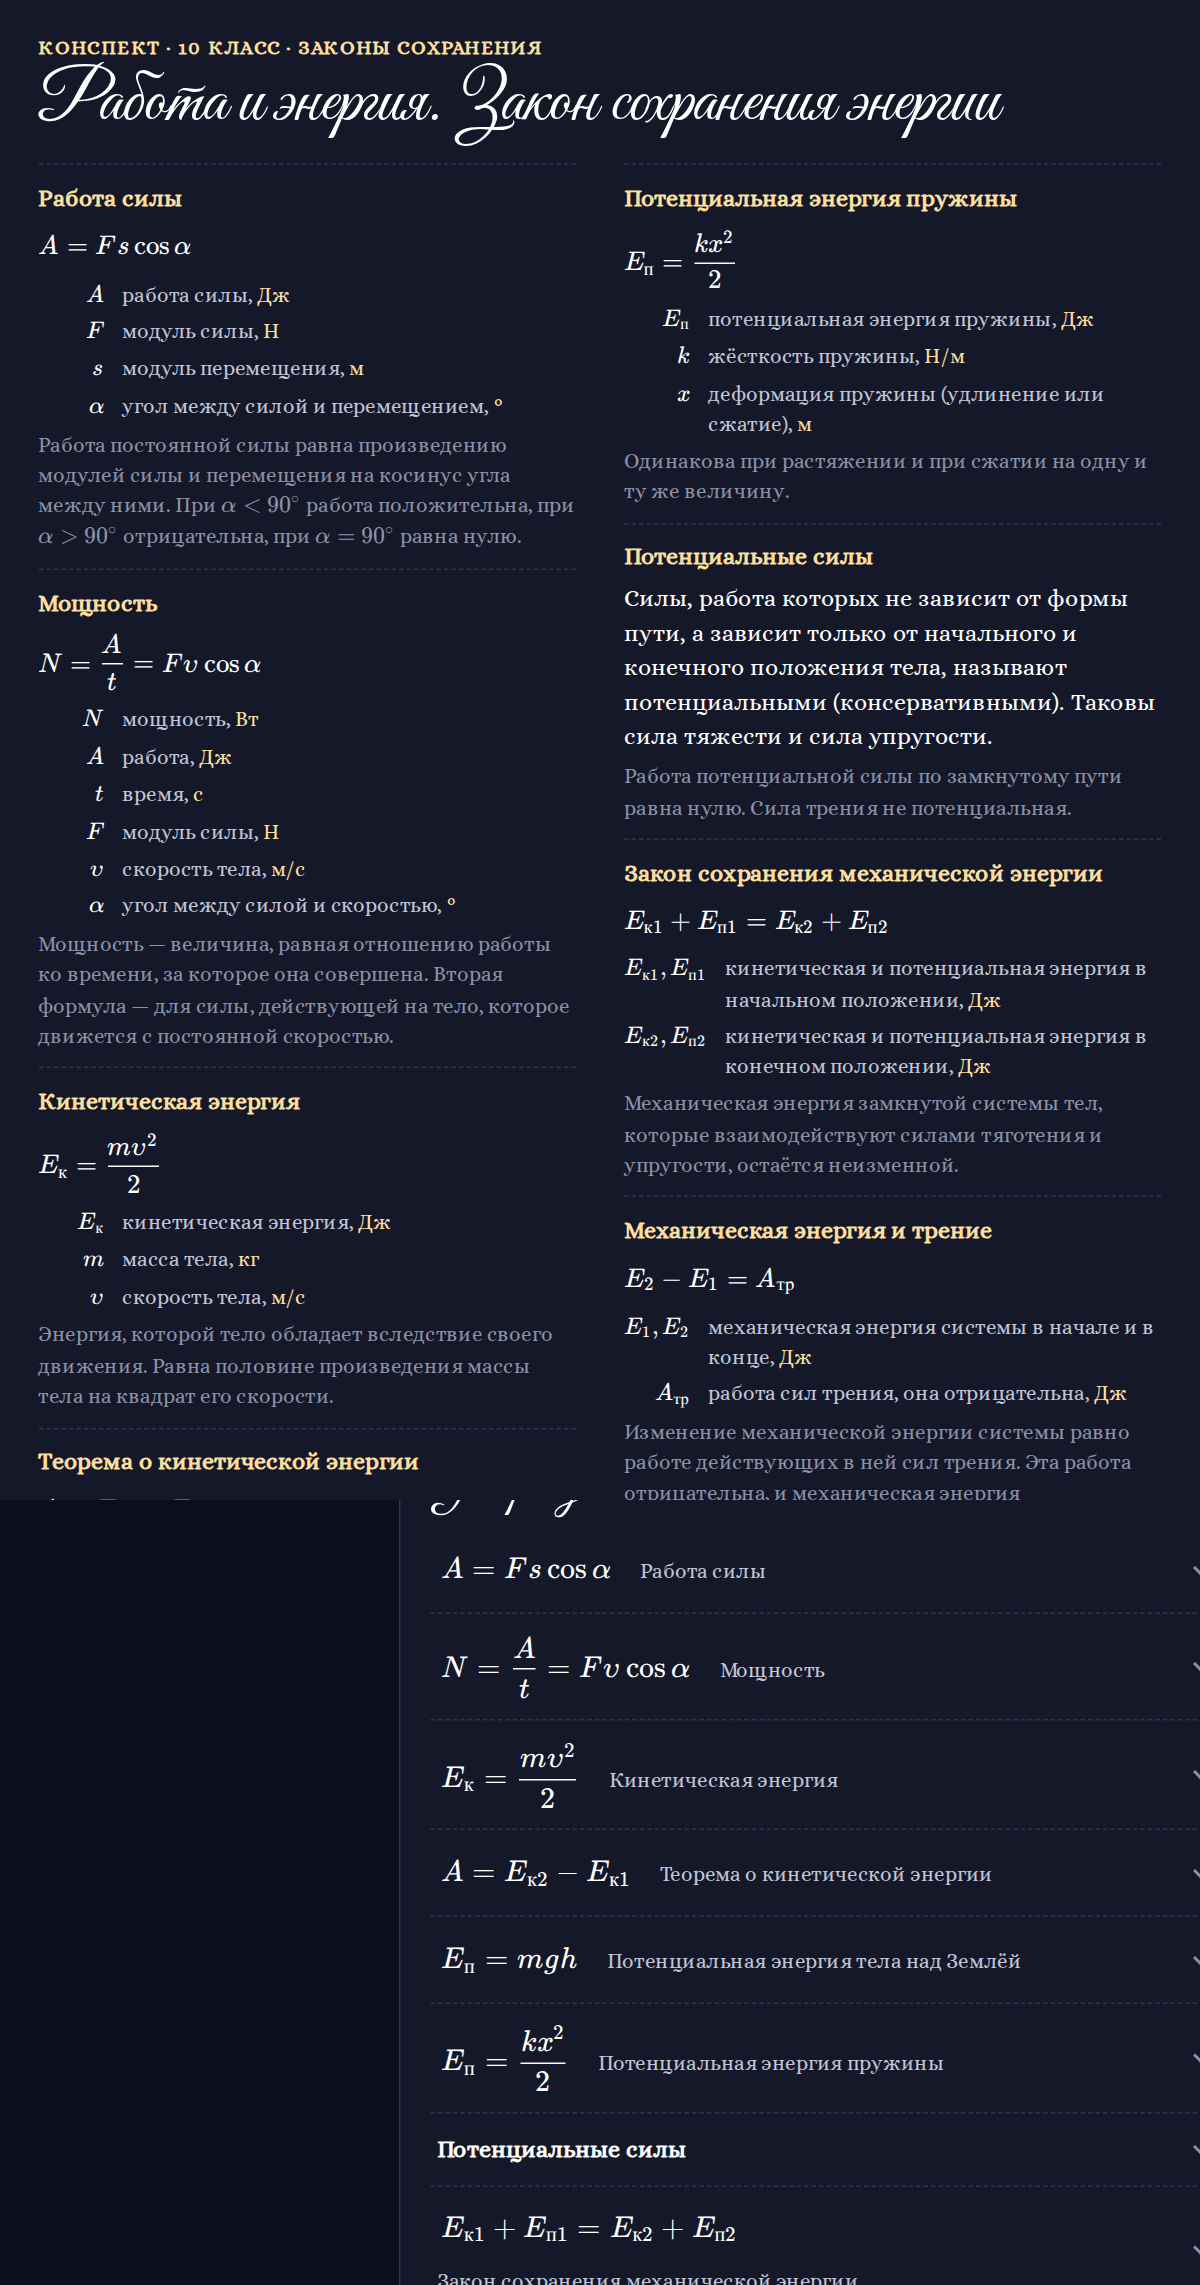 КОНСПЕКТ · 10 КЛАСС · ЗАКОНЫ СОХРАНЕНИЯ
Работа и энергия. Закон сохранения энергии
Работа силы
A = F s cos α
A работа силы, Дж
F модуль силы, Н
s модуль перемещения, м
α угол между силой и перемещением, °
Работа постоянной силы равна произведению
модулей силы и перемещения на косинус угла
между ними. При α < 90° работа положительна, при
α > 90° отрицательна, при α = 90° равна нулю.
Мощность
N = A/t = F v cos α
N мощность, Вт
A работа, Дж
t время, с
F модуль силы, Н
v скорость тела, м/с
α угол между силой и скоростью, °
Мощность — величина, равная отношению работы
ко времени, за которое она совершена. Вторая
формула — для силы, действующей на тело, которое
движется с постоянной скоростью.
Кинетическая энергия
Eк = mv²/2
Eк кинетическая энергия, Дж
m масса тела, кг
v скорость тела, м/с
Энергия, которой тело обладает вследствие своего
движения. Равна половине произведения массы
тела на квадрат его скорости.
Теорема о кинетической энергии
Потенциальная энергия пружины
Eп = kx²/2
Eп потенциальная энергия пружины, Дж
k жёсткость пружины, Н/м
x деформация пружины (удлинение или
сжатие), м
Одинакова при растяжении и при сжатии на одну и
ту же величину.
Потенциальные силы
Силы, работа которых не зависит от формы
пути, а зависит только от начального и
конечного положения тела, называют
потенциальными (консервативными). Таковы
сила тяжести и сила упругости.
Работа потенциальной силы по замкнутому пути
равна нулю. Сила трения не потенциальная.
Закон сохранения механической энергии
Eк1 + Eп1 = Eк2 + Eп2
Eк1, Eп1 кинетическая и потенциальная энергия в
начальном положении, Дж
Eк2, Eп2 кинетическая и потенциальная энергия в
конечном положении, Дж
Механическая энергия замкнутой системы тел,
которые взаимодействуют силами тяготения и
упругости, остаётся неизменной.
Механическая энергия и трение
E2 − E1 = Aтр
E1, E2 механическая энергия системы в начале и в
конце, Дж
Aтр работа сил трения, она отрицательна, Дж
Изменение механической энергии системы равно
работе действующих в ней сил трения. Эта работа
отрицательна, и механическая энергия
A = F s cos α Работа силы
N = A/t = F v cos α Мощность
Eк = mv²/2 Кинетическая энергия
A = Eк2 − Eк1 Теорема о кинетической энергии
Eп = mgh Потенциальная энергия тела над Землёй
Eп = kx²/2 Потенциальная энергия пружины
Потенциальные силы
Eк1 + Eп1 = Eк2 + Eп2
Закон сохранения механической энергии